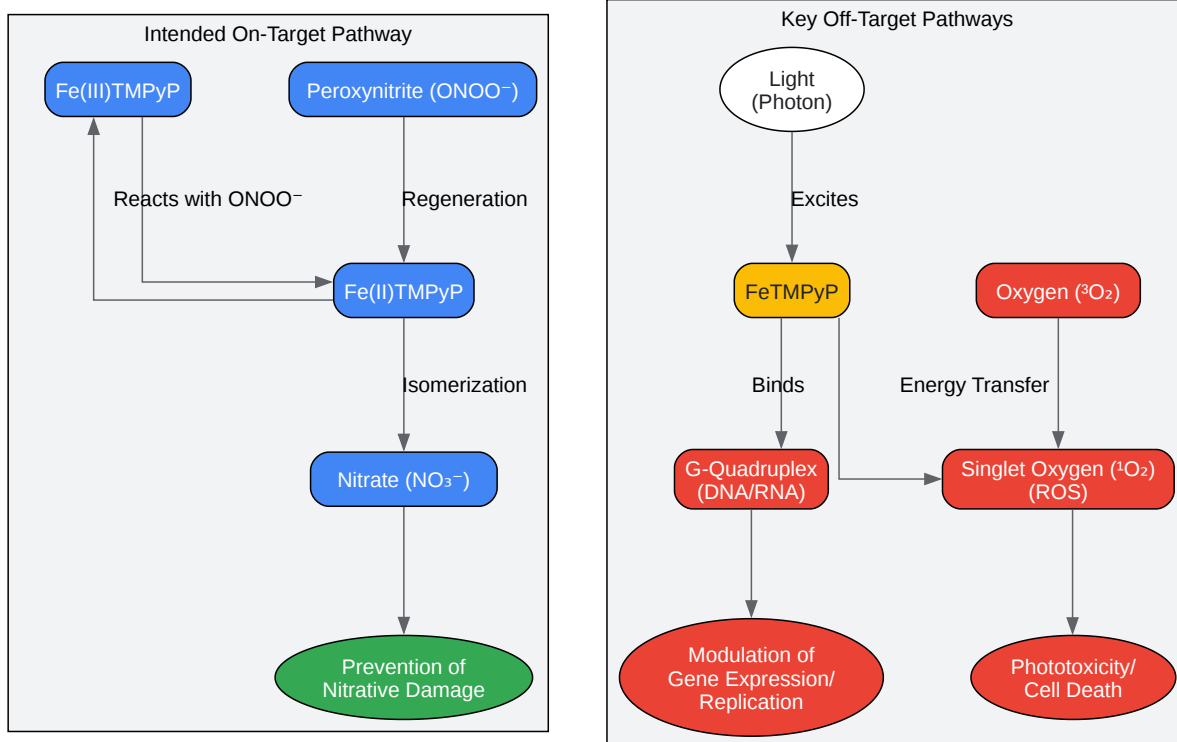 Intended On-Target Pathway
Fe(III)TMPyP
Peroxynitrite (ONOO⁻)
Reacts with ONOO⁻
Regeneration
Fe(II)TMPyP
Isomerization
Nitrate (NO₃⁻)
Prevention of
Nitrative Damage
Key Off-Target Pathways
Light
(Photon)
Excites
FeTMPyP
Oxygen (³O₂)
Binds
Energy Transfer
G-Quadruplex
(DNA/RNA)
Singlet Oxygen (¹O₂)
(ROS)
Modulation of
Gene Expression/
Replication
Phototoxicity/
Cell Death